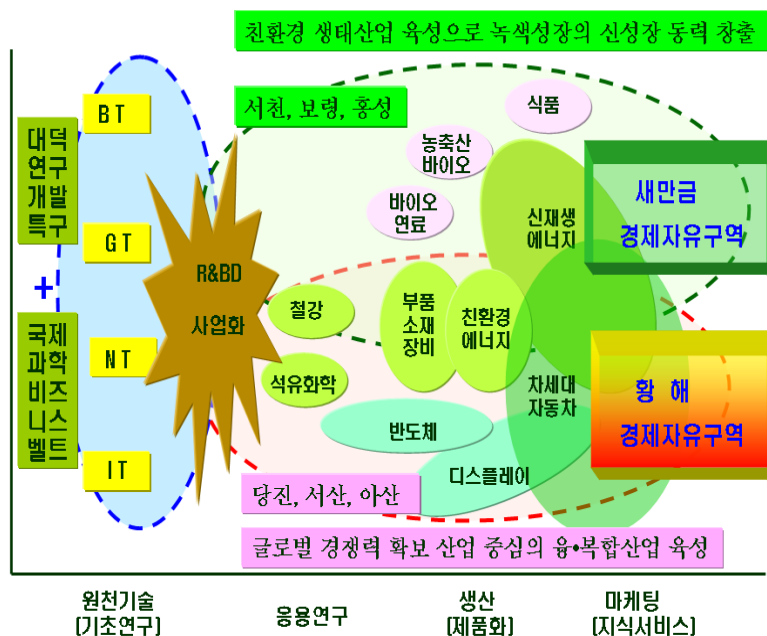 친환경 생태산업 육성으로 녹색성장의 신성장 동력 창출
서천, 보령, 홍성
대덕
연구
개발
특구
+
국제
과학
비즈
니스
벨트
BT
GT
NT
IT
R&BD
사업화
식품
농축산
바이오
바이오
연료
신재생
에너지
새만금
경제자유구역
철강
부품
소재
장비
친환경
에너지
석유화학
차세대
자동차
황 해
경제자유구역
반도체
디스플레이
당진, 서산, 아산
글로벌 경쟁력 확보 산업 중심의 융•복합산업 육성
원천기술
(기초연구)
응용연구
생산
(제품화)
마케팅
(지식서비스)